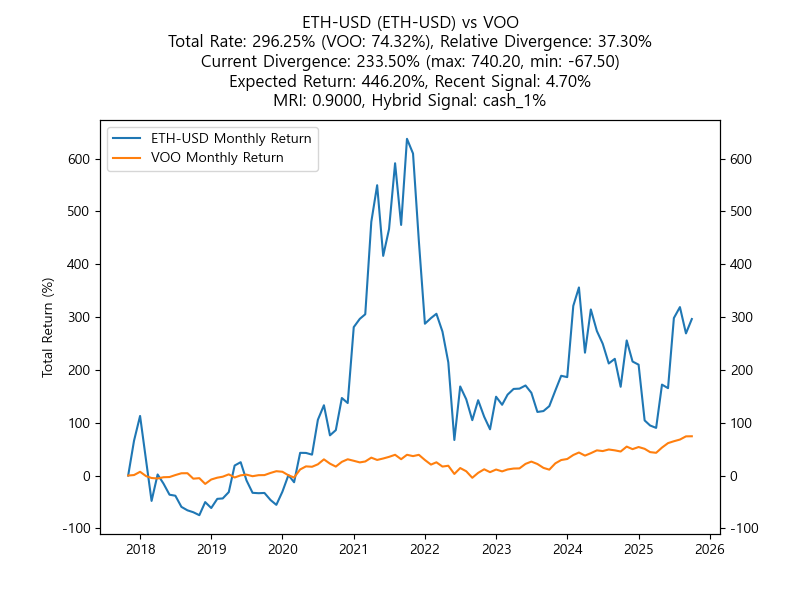 ETH-USD (ETH-USD) vs VOO
Total Rate: 296.25% (VOO: 74.32%), Relative Divergence: 37.30%
Current Divergence: 233.50% (max: 740.20, min: -67.50)
Expected Return: 446.20%, Recent Signal: 4.70%
MRI: 0.9000, Hybrid Signal: cash_1%
ETH-USD Monthly Return
VOO Monthly Return
Total Return (%)
600
500
400
300
200
100
0
-100
600
500
400
300
200
100
0
-100
2018 2019 2020 2021 2022 2023 2024 2025 2026